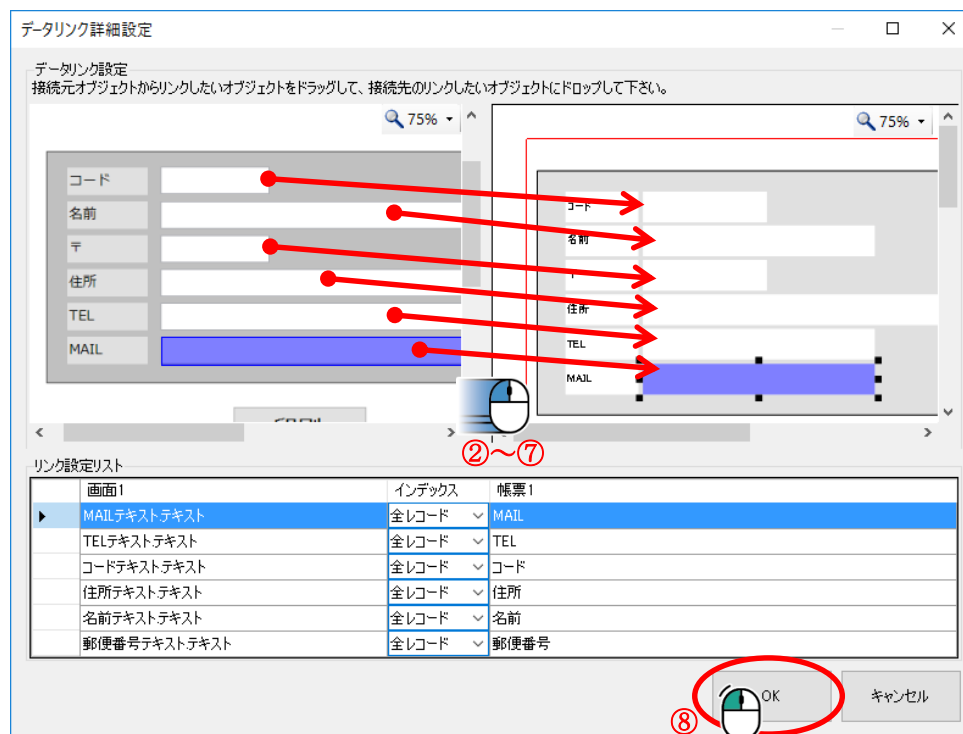 データリンク詳細設定
データリンク設定
接続元オブジェクトからリンクしたいオブジェクトをドラッグして、接続先のリンクしたいオブジェクトにドロップして下さい。
75%
75%
コード
名前
〒
住所
TEL
MAIL
コード
名前
〒
住所
TEL
MAIL
②～⑦
リンク設定リスト
画面1 インデックス 帳票1
MAILテキストテキスト 全レコード MAIL
TELテキストテキスト 全レコード TEL
コードテキストテキスト 全レコード コード
住所テキストテキスト 全レコード 住所
名前テキストテキスト 全レコード 名前
郵便番号テキストテキスト 全レコード 郵便番号
OK キャンセル
⑧